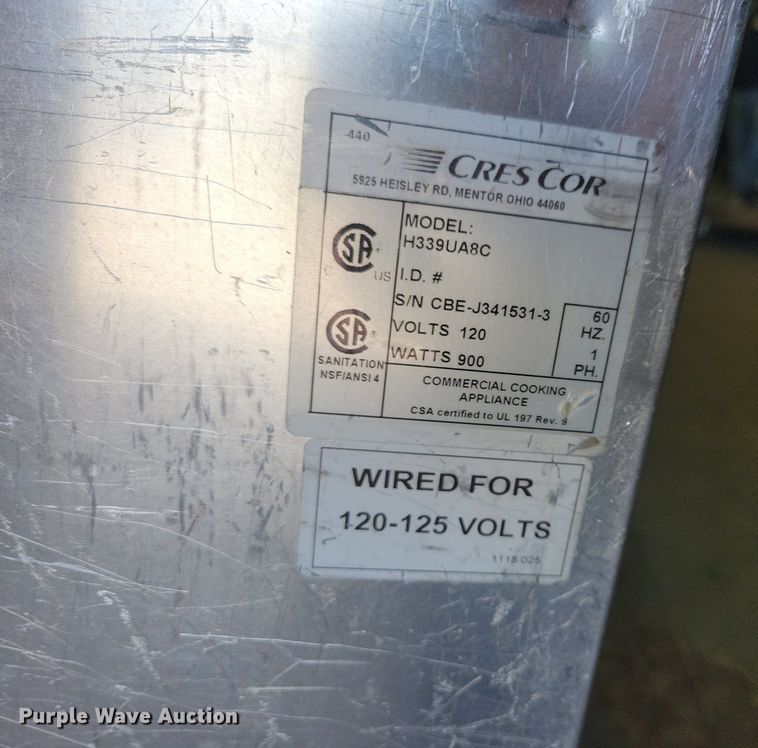 440
CRES COR
5925 HEISLEY RD, MENTOR OHIO 44060
MODEL:
H339UA8C
C US
I.D. #
S/N CBE-J341531-3
VOLTS 120
WATTS 900
60
HZ.
1
PH.
SANITATION
NSF/ANSI 4
COMMERCIAL COOKING
APPLIANCE
CSA certified to UL 197 Rev. 9
WIRED FOR
120-125 VOLTS
1115 025
Purple Wave Auction